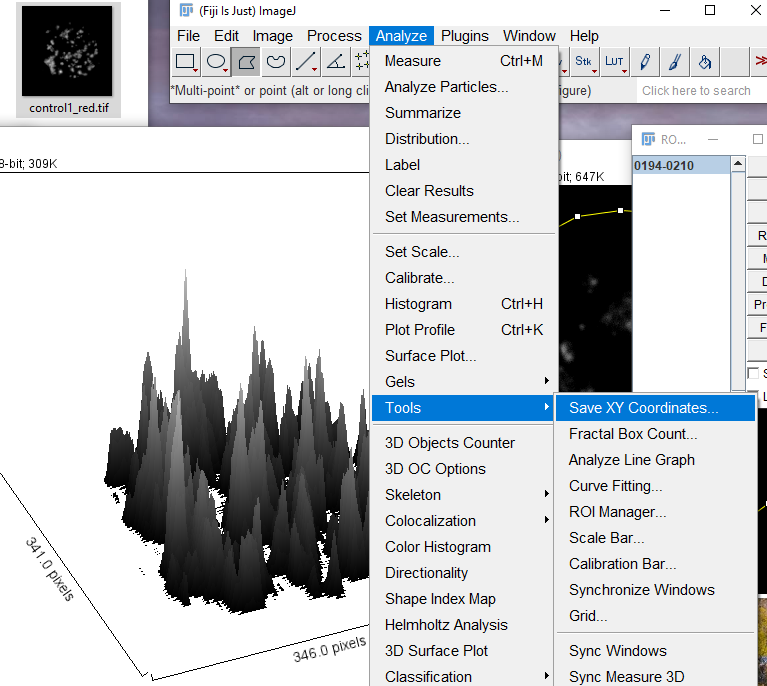 (Fiji Is Just) ImageJ
File Edit Image Process Analyze Plugins Window Help
Stk LUT
*Multi-point* or point (alt or long cli
igure)
Click here to search
control1_red.tif
8-bit; 309K
bit; 647K
RO...
0194-0210
Measure Ctrl+M
Analyze Particles...
Summarize
Distribution...
Label
Clear Results
Set Measurements...
Set Scale...
Calibrate...
Histogram Ctrl+H
Plot Profile Ctrl+K
Surface Plot...
Gels
Tools
3D Objects Counter
3D OC Options
Skeleton
Colocalization
Color Histogram
Directionality
Shape Index Map
Helmholtz Analysis
3D Surface Plot
Classification
Save XY Coordinates...
Fractal Box Count...
Analyze Line Graph
Curve Fitting...
ROI Manager...
Scale Bar...
Calibration Bar...
Synchronize Windows
Grid...
Sync Windows
Sync Measure 3D
341.0 pixels
346.0 pixels